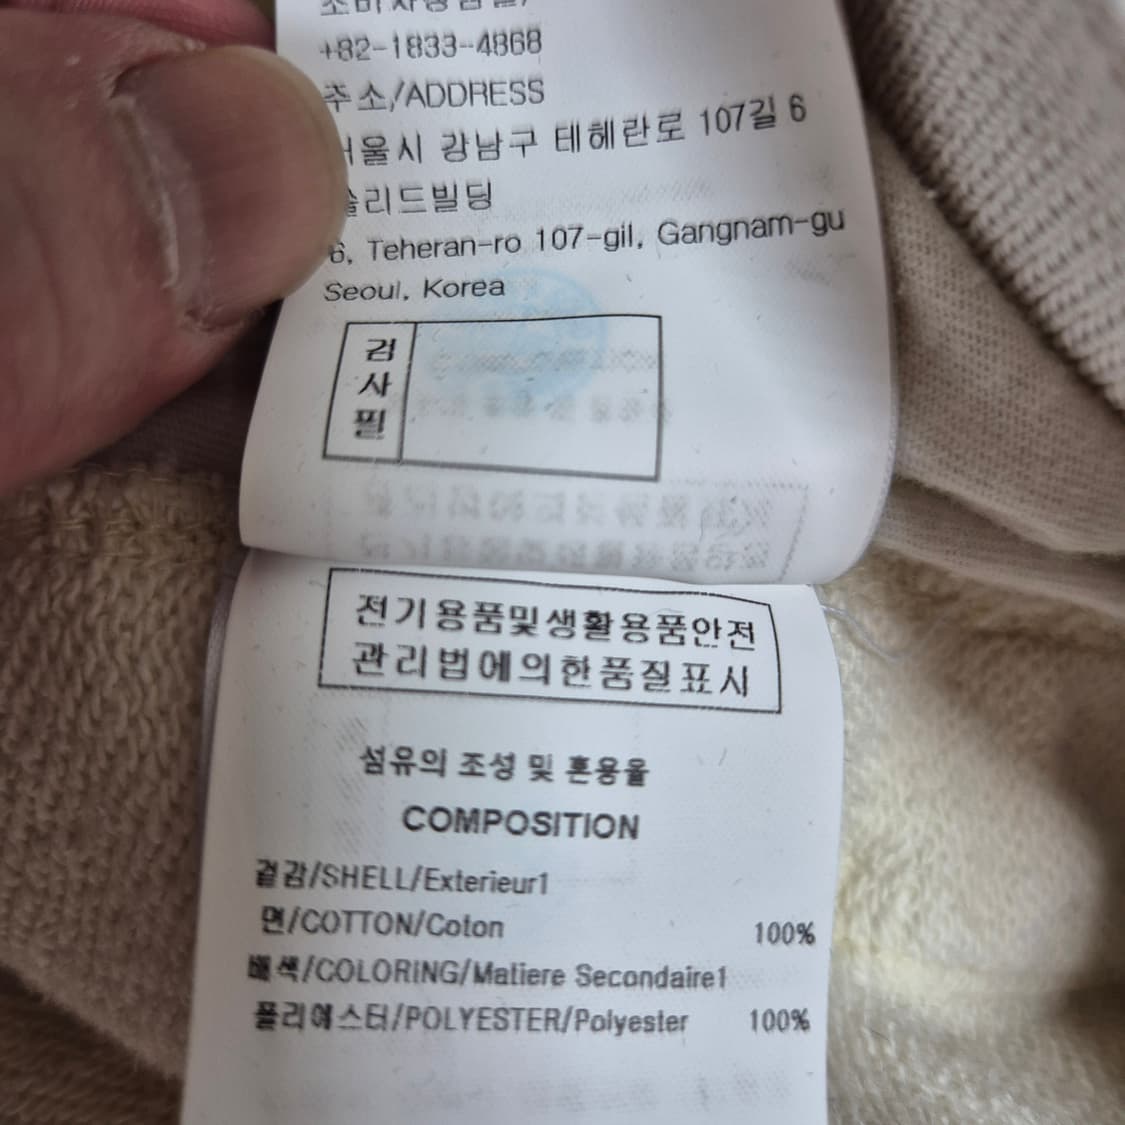 +82-1833-4868
주소/ADDRESS
서울시 강남구 테헤란로 107길 6
솔리드빌딩
6, Teheran-ro 107-gil, Gangnam-gu
Seoul, Korea
검사필
전기용품및생활용품안전
관리법에의한품질표시
섬유의 조성 및 혼용율
COMPOSITION
겉감/SHELL/Exterieur1
면/COTTON/Coton 100%
배색/COLORING/Matiere Secondaire1
폴리에스터/POLYESTER/Polyester 100%